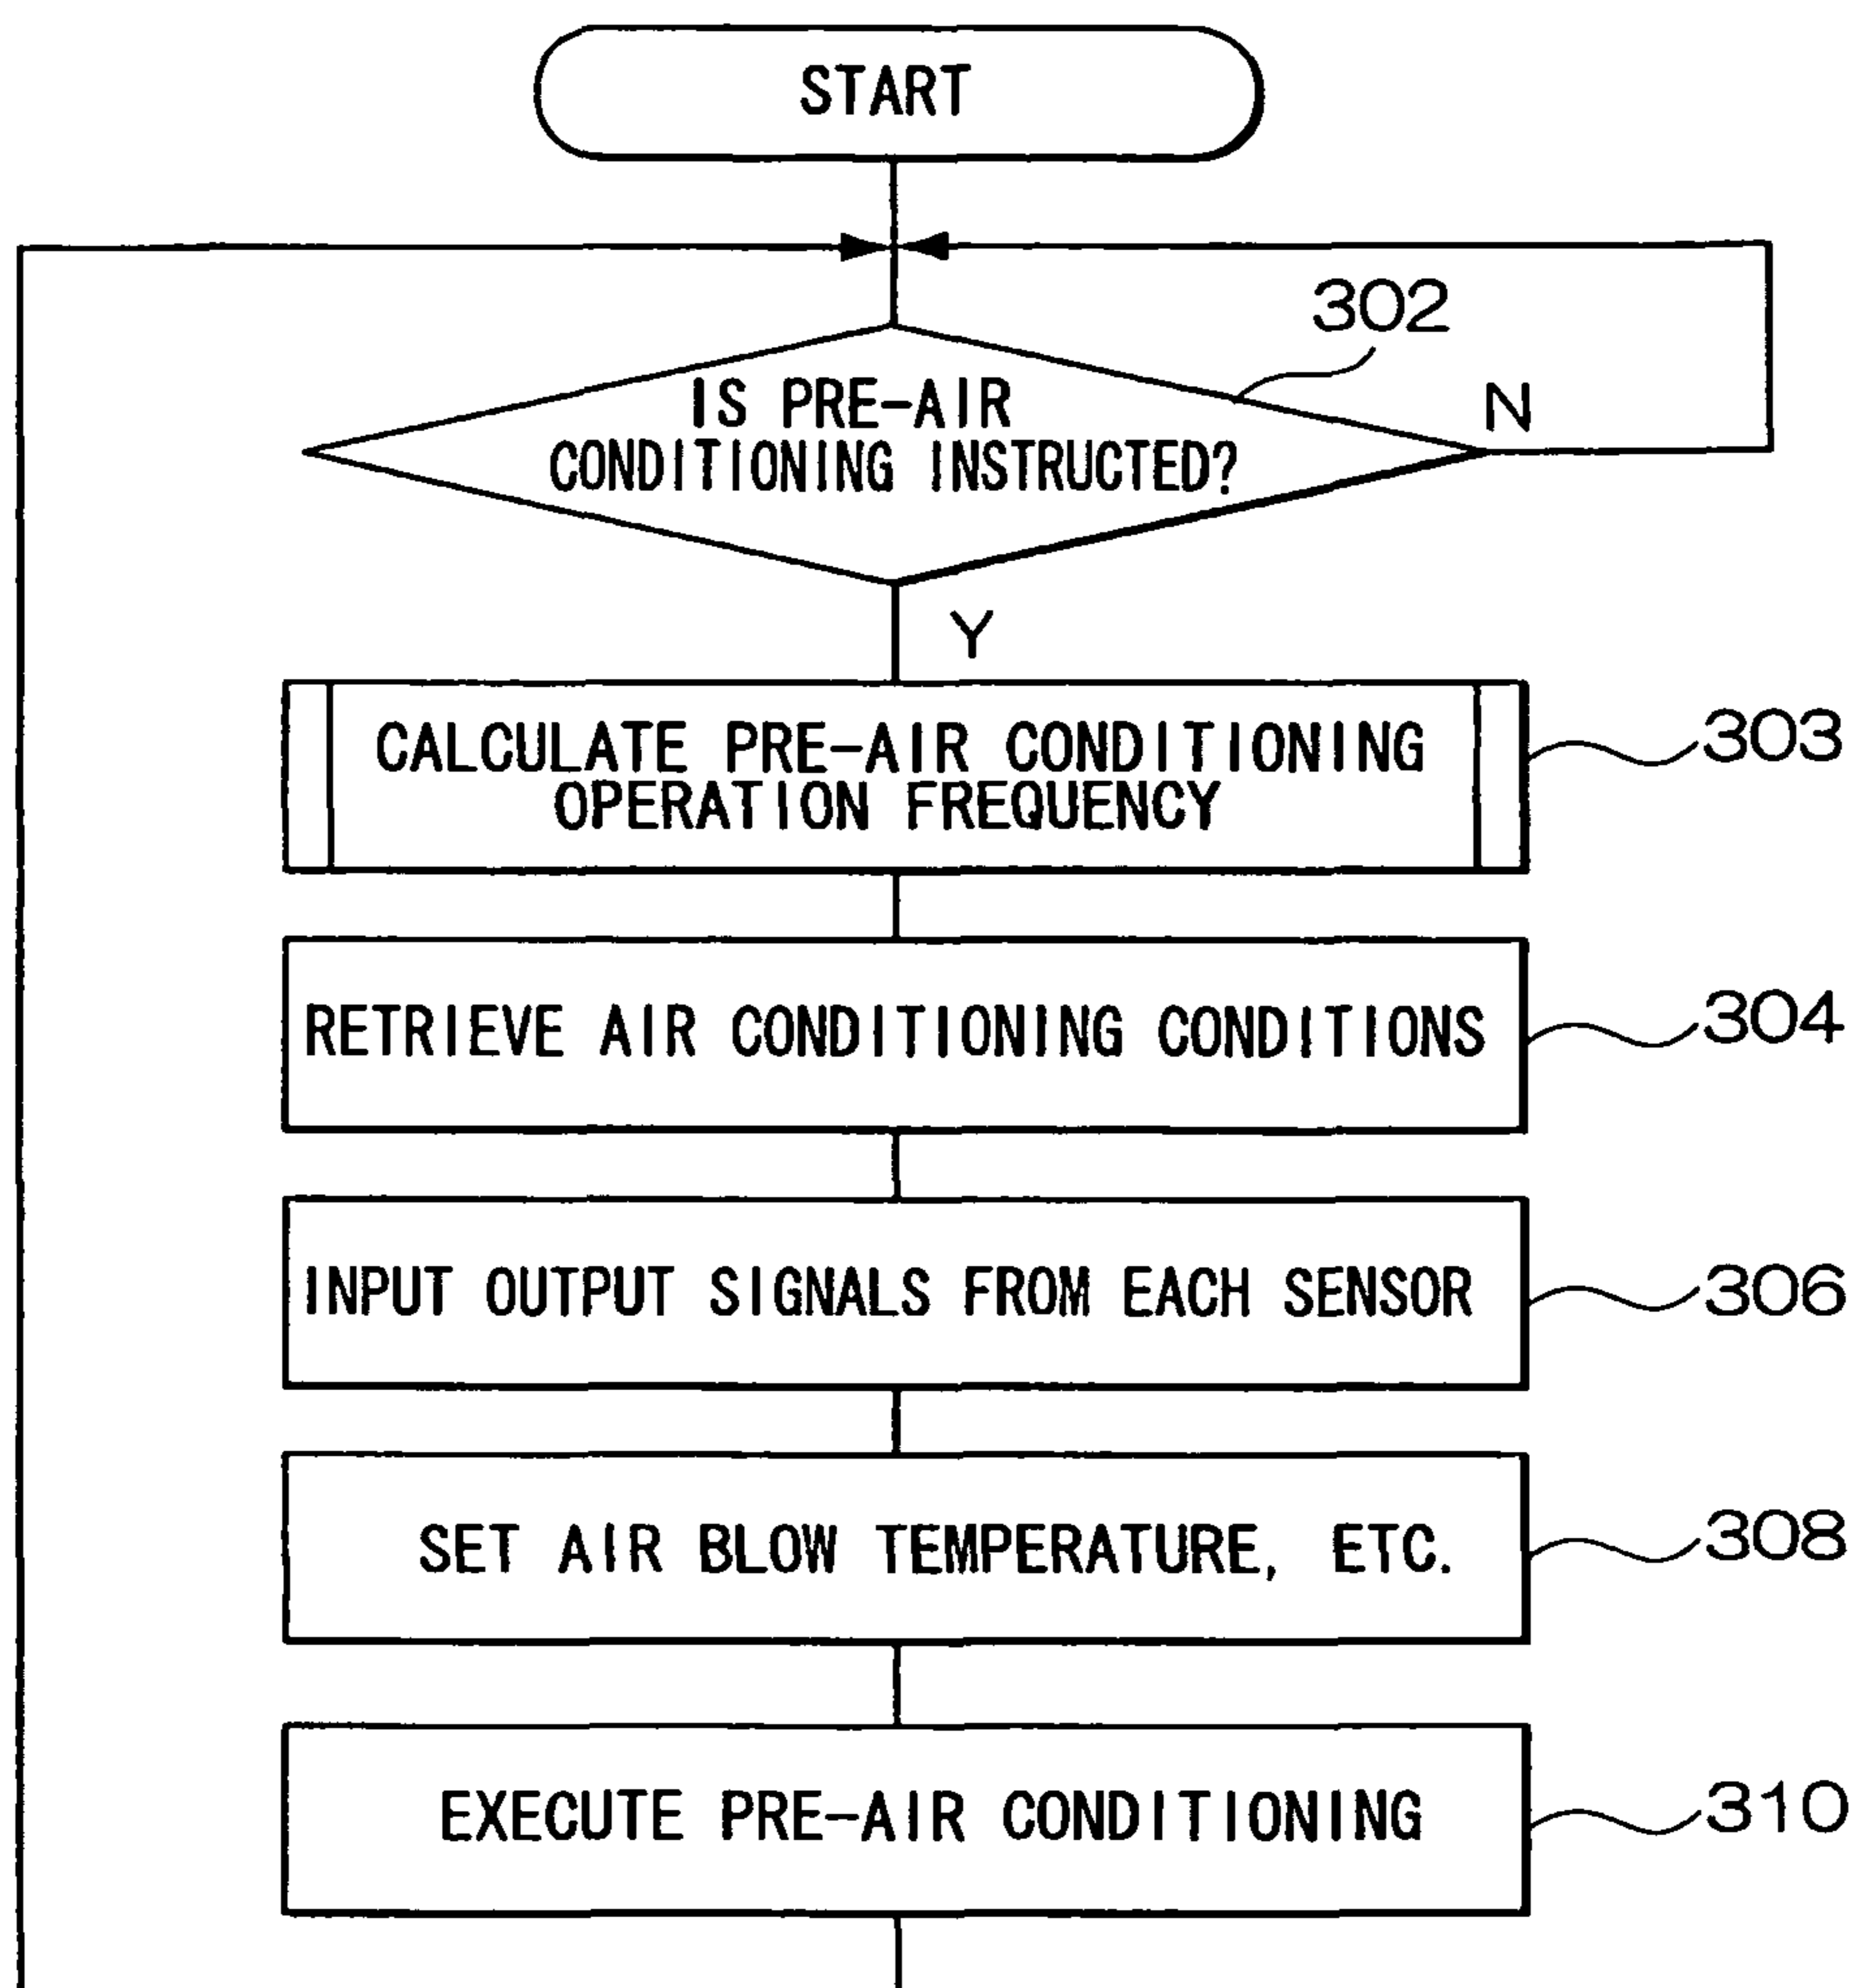 START
302
IS PRE-AIR
CONDITIONING INSTRUCTED?
N
Y
CALCULATE PRE-AIR CONDITIONING
OPERATION FREQUENCY
303
RETRIEVE AIR CONDITIONING CONDITIONS
304
INPUT OUTPUT SIGNALS FROM EACH SENSOR
306
SET AIR BLOW TEMPERATURE, ETC.
308
EXECUTE PRE-AIR CONDITIONING
310